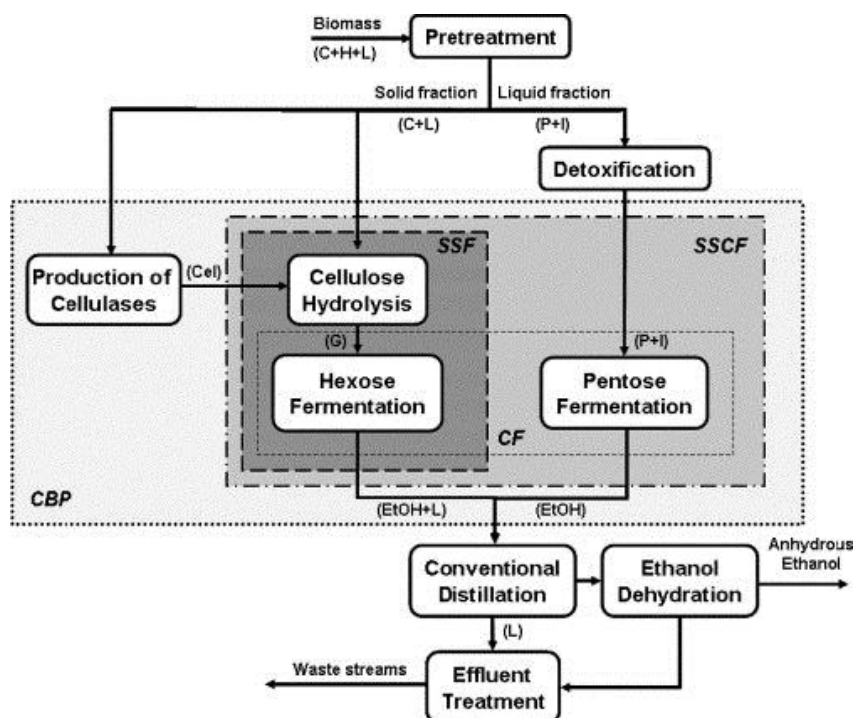 Biomass
(C+H+L)
Pretreatment
Solid fraction
Liquid fraction
(C+L)
(P+I)
Detoxification
SSF
SSCF
Production of
Cellulases
(Cel)
Cellulose
Hydrolysis
(G)
(P+I)
Hexose
Fermentation
Pentose
Fermentation
CF
CBP
(EtOH+L)
(EtOH)
Conventional
Distillation
Ethanol
Dehydration
Anhydrous
Ethanol
(L)
Waste streams
Effluent
Treatment